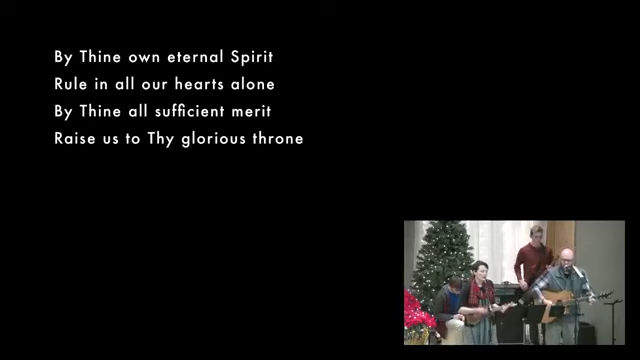 By Thine own eternal Spirit
Rule in all our hearts alone
By Thine all sufficient merit
Raise us to Thy glorious throne